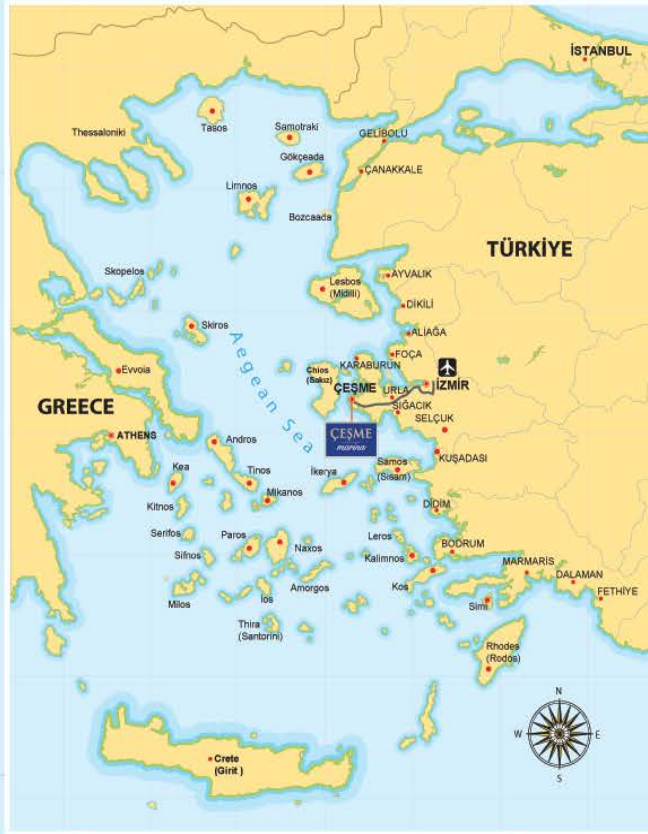 İSTANBUL
Tasos
Samotraki
Thessaloniki
GELİBOLU
Gökçeada
ÇANAKKALE
Limnos
Bozcaada
TÜRKİYE
Skopelos
AYVALIK
Lesbos
(Midilli)
DİKİLİ
Skiros
ALİAĞA
Aegean Sea
FOÇA
KARABURUN
Evvoia
Chios
(Sakız)
ÇEŞME
URLA
İZMİR
GREECE
SIĞACIK
SELÇUK
ATHENS
ÇEŞME
marina
Andros
KUŞADASI
Kea
Tinos
İkerya
Samos
(Sisam)
Mikanos
Kitnos
DİDİM
Serifos
Paros
Leros
Sifnos
Naxos
Kalimnos
BODRUM
MARMARİS
Amorgos
DALAMAN
Milos
İos
Kos
FETHİYE
Simi
Thira
(Santorini)
Rhodes
(Rodos)
N
W
E
S
Crete
(Girit )